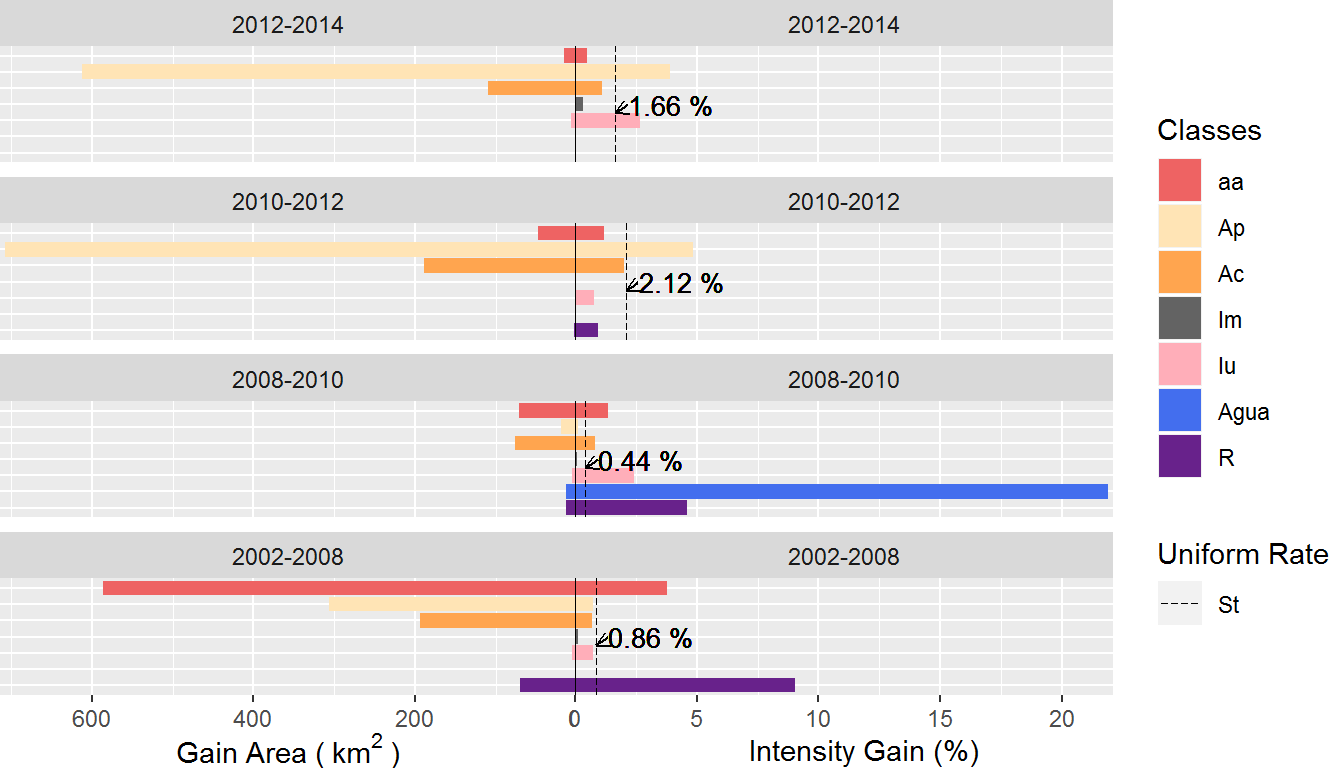 2012-2014 2012-2014
1.66 %
2010-2012 2010-2012
2.12 %
2008-2010 2008-2010
0.44 %
2002-2008 2002-2008
0.86 %
600 400 200 0 5 10 15 20
Gain Area ( km² ) Intensity Gain (%)
Classes
aa
Ap
Ac
Im
Iu
Agua
R
Uniform Rate
St